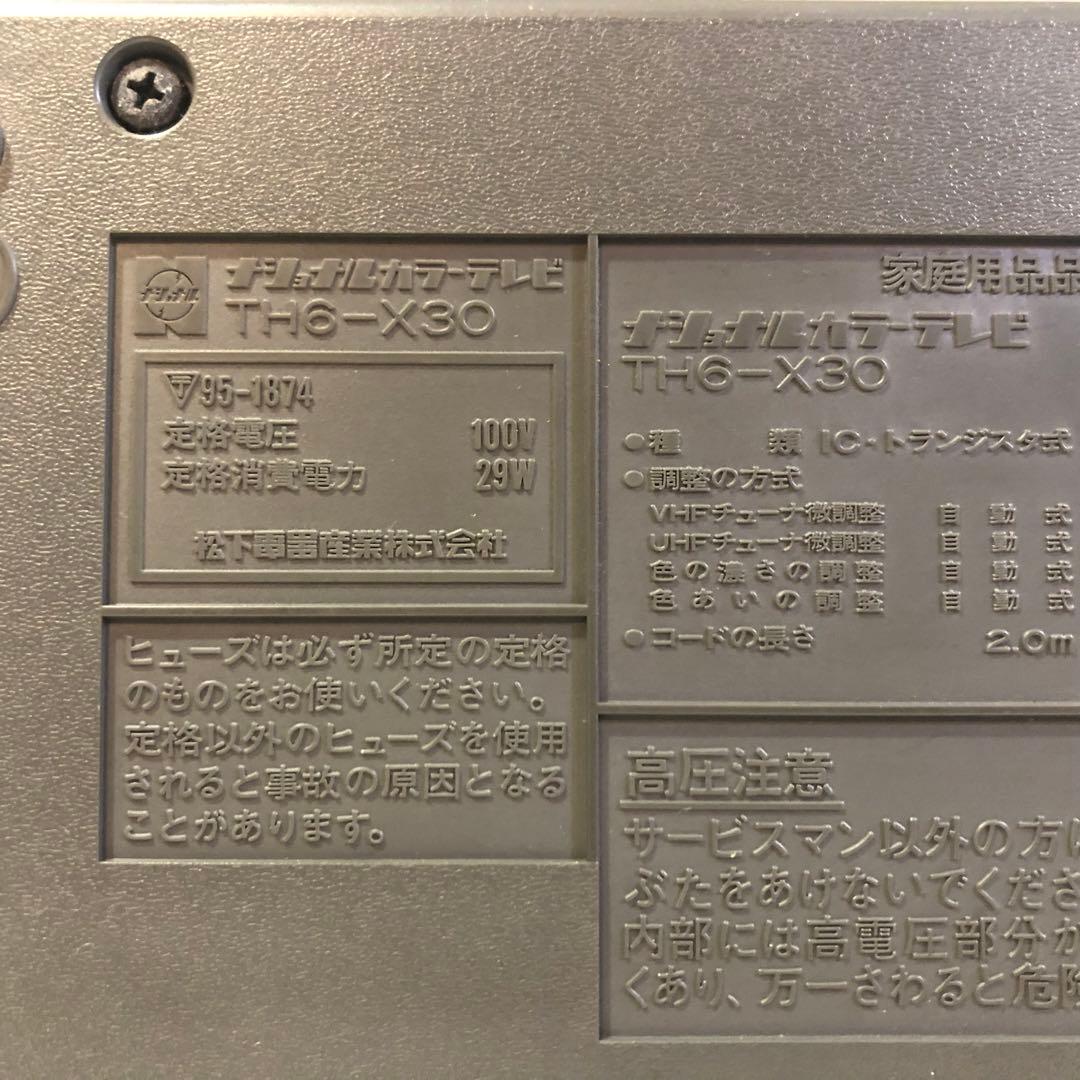 ナショナル
ナショナルカラーテレビ
TH6-X30
〒95-1874
定格電圧 100V
定格消費電力 29W
松下電器産業株式会社
ヒューズは必ず所定の定格
のものをお使いください。
定格以外のヒューズを使用
されると事故の原因となる
ことがあります。
家庭用品品
ナショナルカラーテレビ
TH6-X30
●種類 IC・トランジスタ式
●調整の方式
VHFチューナ微調整 自動式
UHFチューナ微調整 自動式
色の濃さの調整 自動式
色あいの調整 自動式
●コードの長さ 2.0m
高圧注意
サービスマン以外の方は
ぶたをあけないでくださ
内部には高電圧部分が
くあり、万一さわると危険